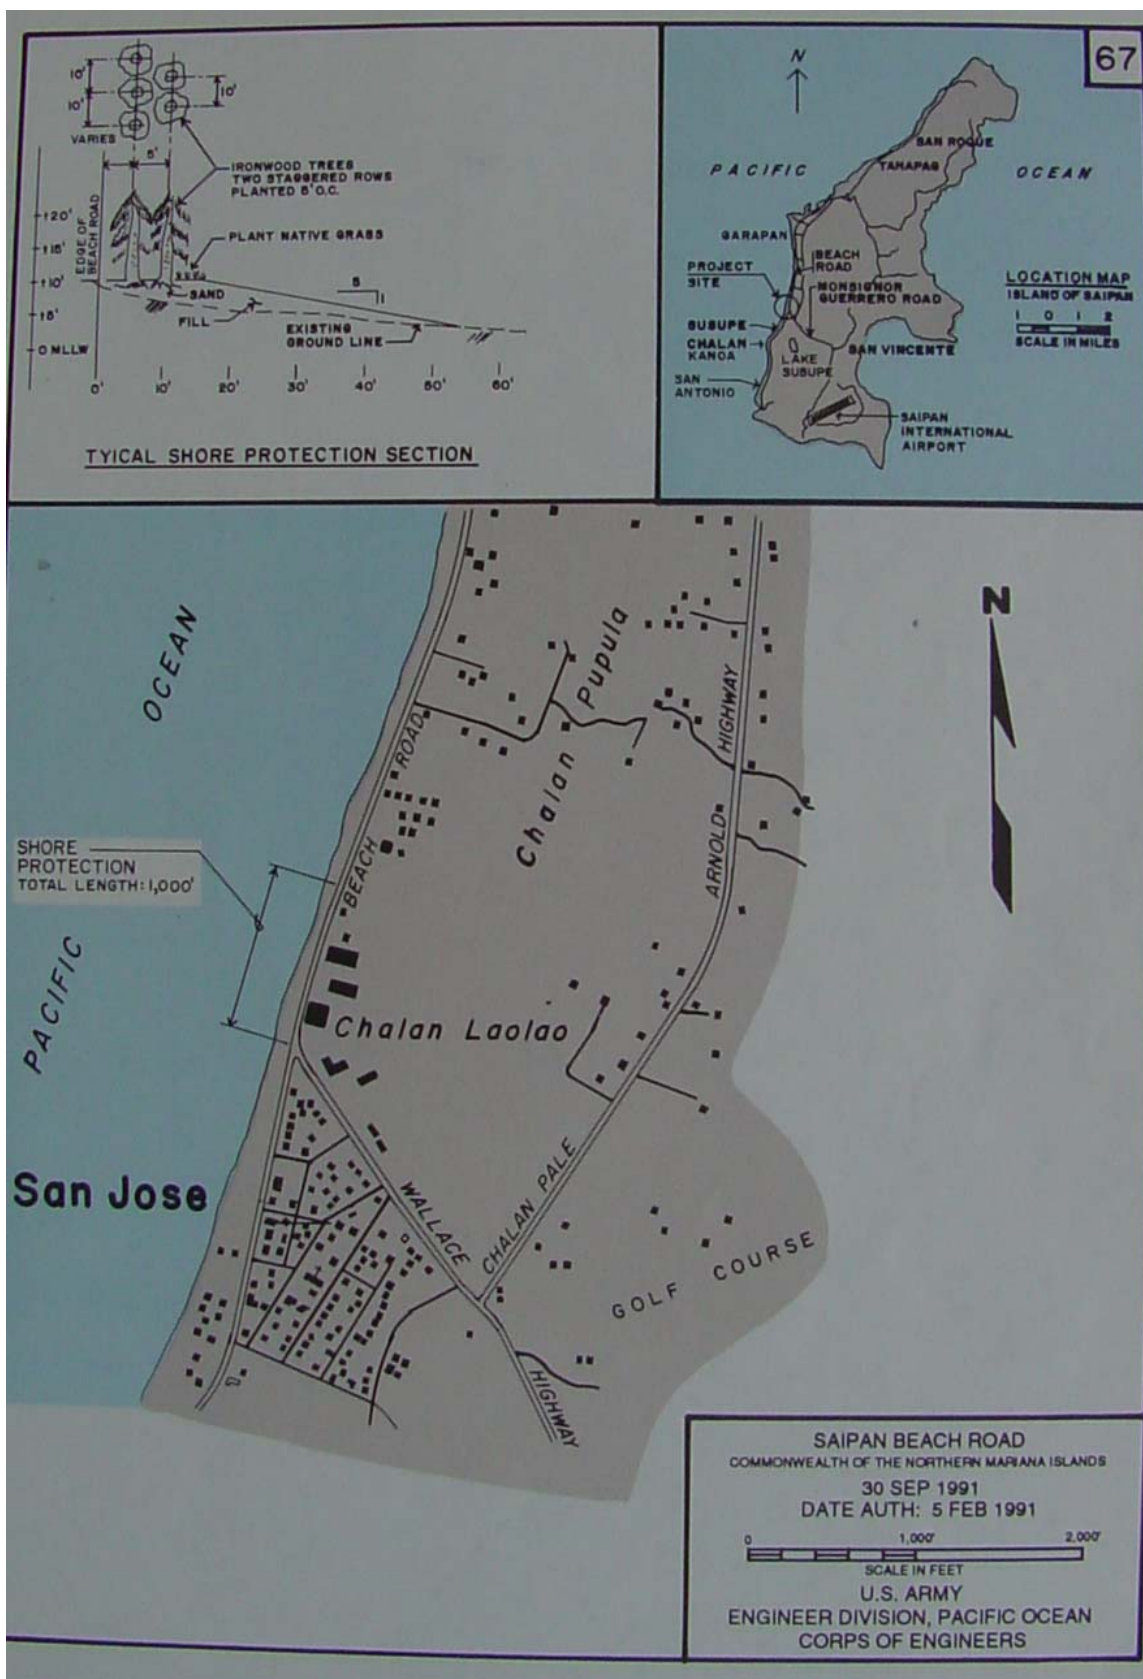 67
10'
10'
10'
VARIES
5'
IRONWOOD TREES
TWO STAGGERED ROWS
PLANTED 5' O.C.
EDGE OF
BEACH ROAD
+20'
+15'
+10'
+5'
0 MLLW
PLANT NATIVE GRASS
SAND
FILL
EXISTING
GROUND LINE
1
0'
10'
20'
30'
40'
50'
60'
TYICAL SHORE PROTECTION SECTION
N
PACIFIC
OCEAN
SAN ROQUE
TANAPAG
GARAPAN
BEACH
ROAD
PROJECT
SITE
MONSIGNOR
GUERRERO ROAD
SUSUPE
CHALAN
KANOA
LAKE
SUSUPE
SAN VINCENTE
SAN
ANTONIO
SAIPAN
INTERNATIONAL
AIRPORT
LOCATION MAP
ISLAND OF SAIPAN
1 0 1 2
SCALE IN MILES
N
PACIFIC
OCEAN
BEACH
ROAD
Chalan
Pupula
ARNOLD
HIGHWAY
SHORE
PROTECTION
TOTAL LENGTH: 1,000'
Chalan Laolao
San Jose
WALLACE
HIGHWAY
CHALAN PALE
GOLF COURSE
SAIPAN BEACH ROAD
COMMONWEALTH OF THE NORTHERN MARIANA ISLANDS
30 SEP 1991
DATE AUTH: 5 FEB 1991
0 1,000' 2,000'
SCALE IN FEET
U.S. ARMY
ENGINEER DIVISION, PACIFIC OCEAN
CORPS OF ENGINEERS